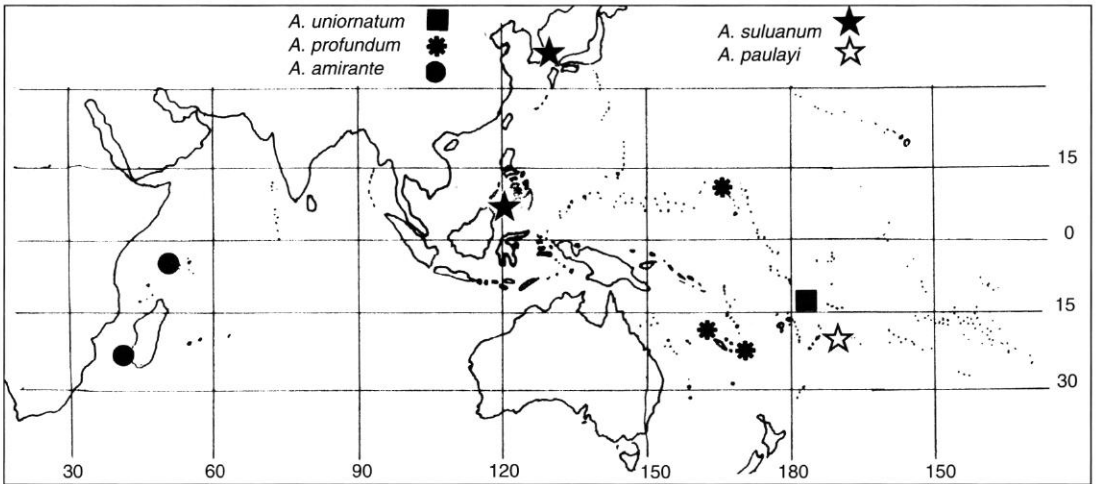 A. uniornatum
A. profundum
A. amirante
A. suluanum
A. paulayi
15
0
15
30
30 60 90 120 150 180 150